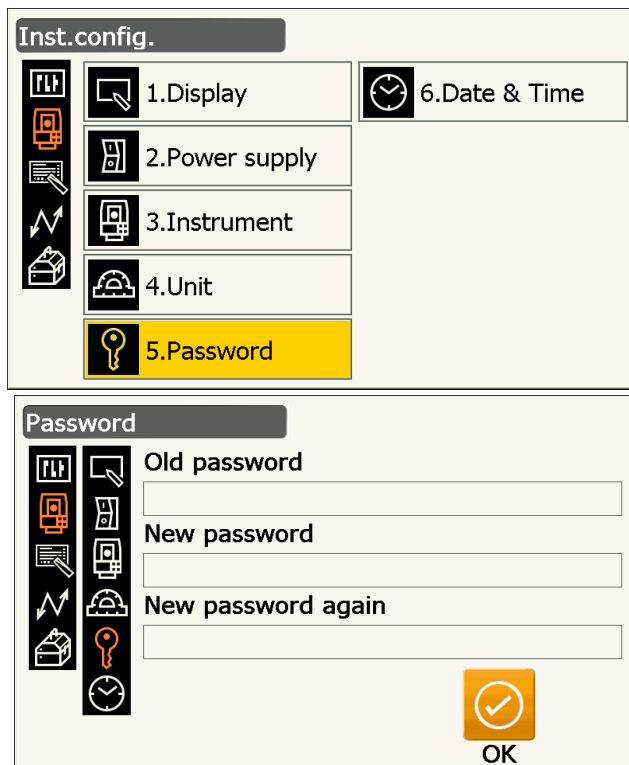 Inst.config.
1.Display
6.Date & Time
2.Power supply
3.Instrument
4.Unit
5.Password
Password
Old password
New password
New password again
OK